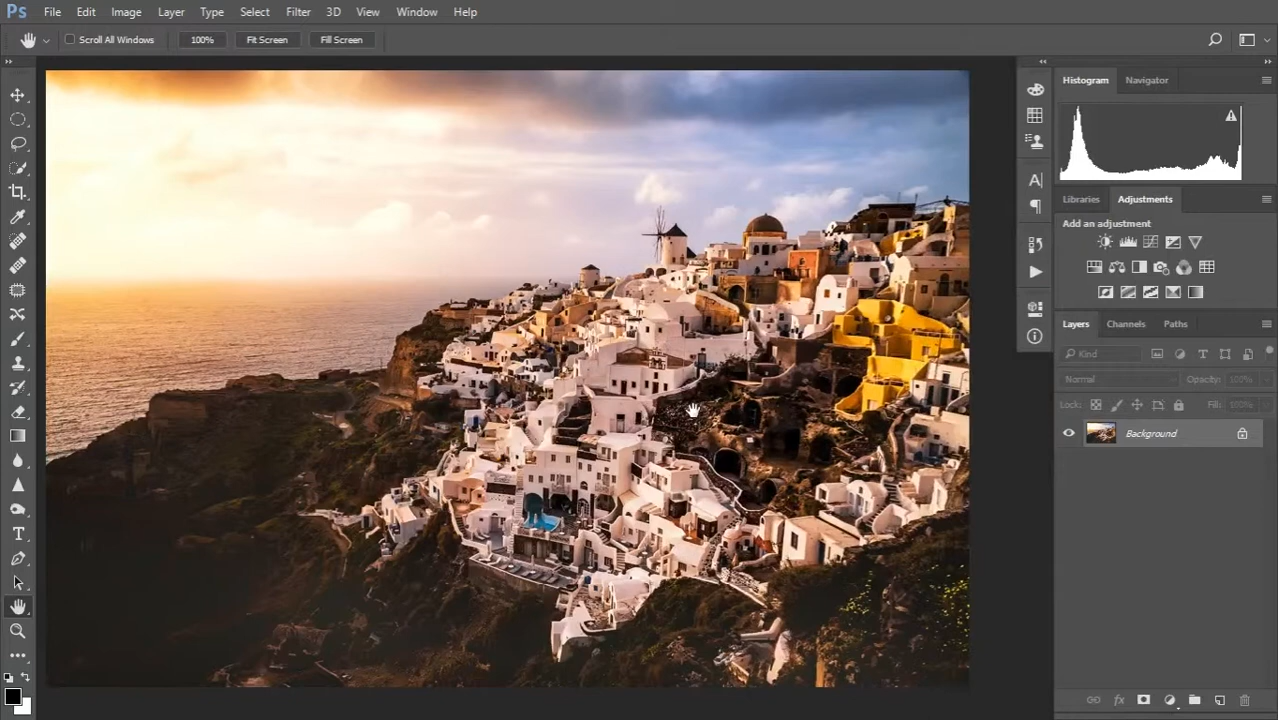 Ps File Edit Image Layer Type Select Filter 3D View Window Help
Scroll All Windows 100% Fit Screen Fill Screen
Histogram Navigator
Libraries Adjustments
Add an adjustment
Layers Channels Paths
Kind
Normal Opacity: 100%
Lock: Fill: 100%
Background